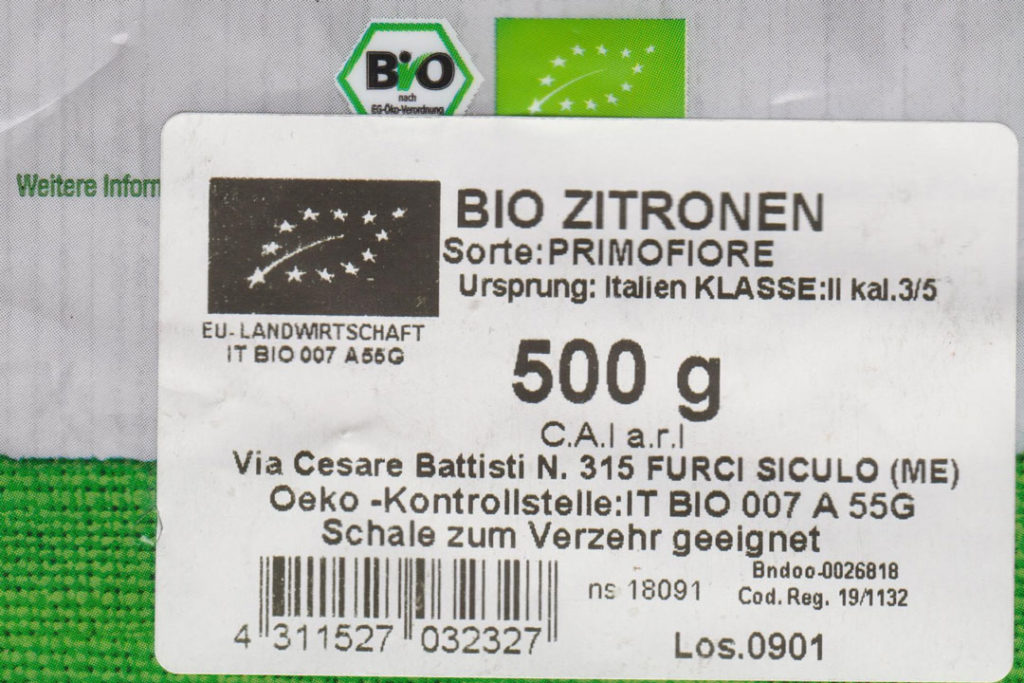 BiO
nach
EG-Öko-Verordnung
Weitere Inform
BIO ZITRONEN
Sorte:PRIMOFIORE
Ursprung: Italien KLASSE:II kal.3/5
EU-LANDWIRTSCHAFT
IT BIO 007 A55G
500 g
C.A.I a.r.l
Via Cesare Battisti N. 315 FURCI SICULO (ME)
Oeko -Kontrollstelle:IT BIO 007 A 55G
Schale zum Verzehr geeignet
Bndoo-0026818
ns 18091
Cod. Reg. 19/1132
4 311527 032327
Los.0901